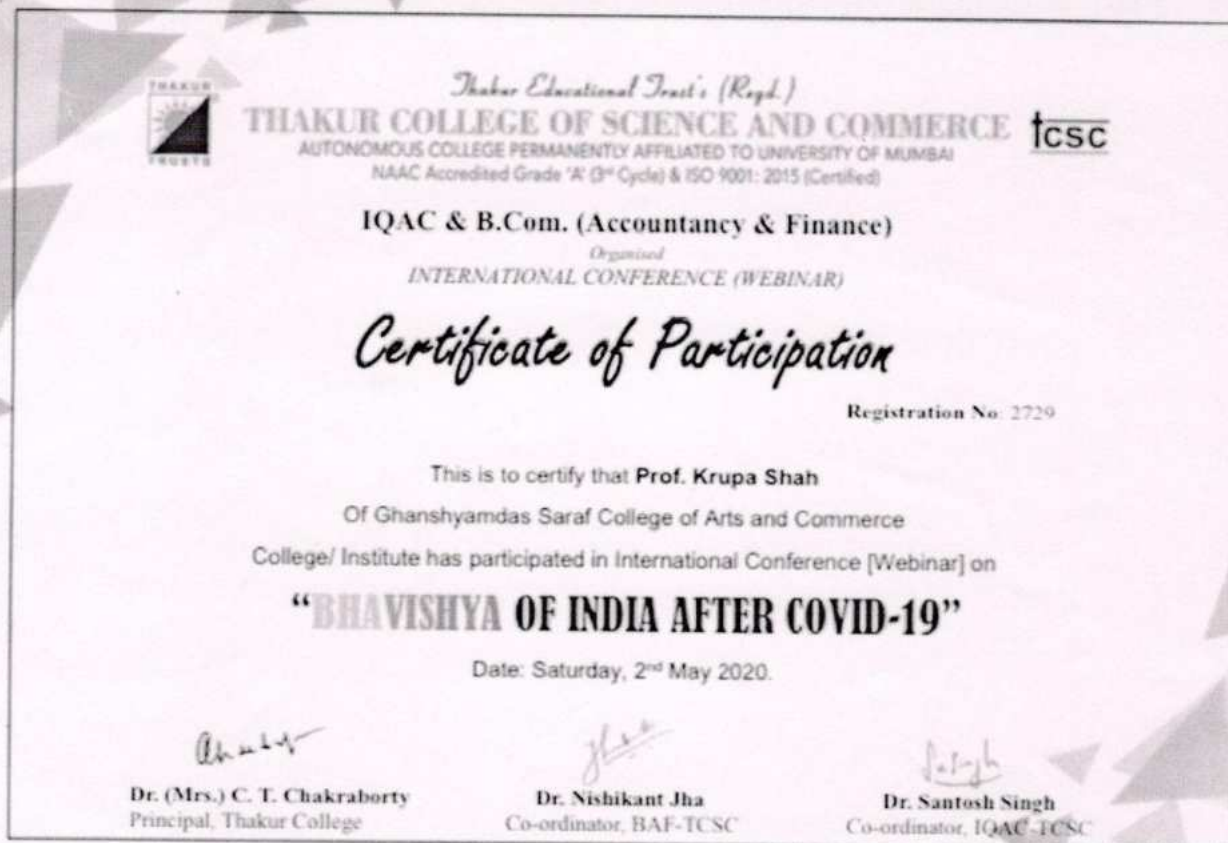 THAKUR
TRUSTS
Thakur Educational Trust's (Regd.)
THAKUR COLLEGE OF SCIENCE AND COMMERCE
tcsc
AUTONOMOUS COLLEGE PERMANENTLY AFFILIATED TO UNIVERSITY OF MUMBAI
NAAC Accredited Grade 'A' (3rd Cycle) & ISO 9001: 2015 (Certified)
IQAC & B.Com. (Accountancy & Finance)
Organised
INTERNATIONAL CONFERENCE (WEBINAR)
Certificate of Participation
Registration No: 2729
This is to certify that Prof. Krupa Shah
Of Ghanshyamdas Saraf College of Arts and Commerce
College/ Institute has participated in International Conference [Webinar] on
“BHAVISHYA OF INDIA AFTER COVID-19”
Date: Saturday, 2nd May 2020.
Dr. (Mrs.) C. T. Chakraborty
Principal, Thakur College
Dr. Nishikant Jha
Co-ordinator, BAF-TCSC
Dr. Santosh Singh
Co-ordinator, IQAC-TCSC